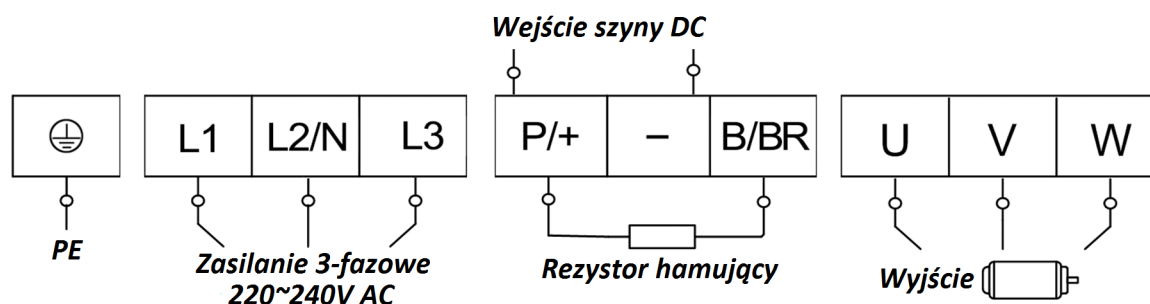 Wejście szyny DC
L1 L2/N L3 P/+ – B/BR U V W
PE
Zasilanie 3-fazowe
220~240V AC
Rezystor hamujący
Wyjście